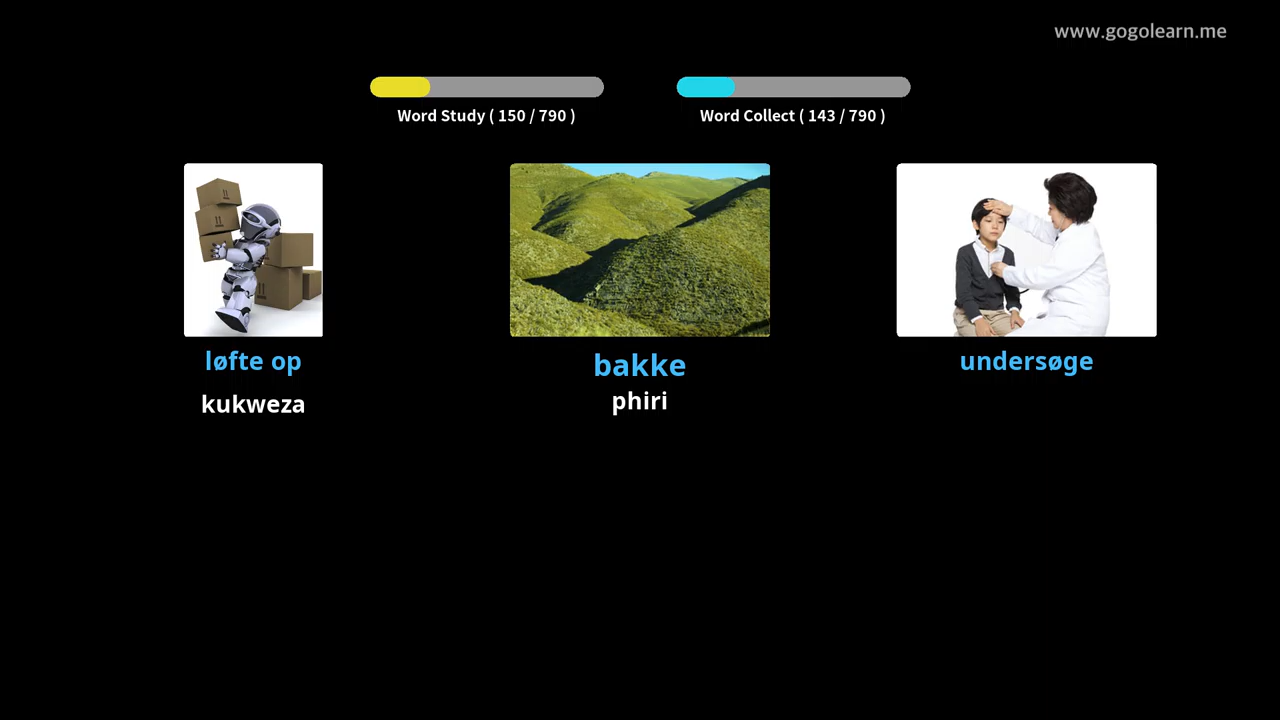 www.gogolearn.me
Word Study ( 150 / 790 )
Word Collect ( 143 / 790 )
løfte op
bakke
undersøge
kukweza
phiri